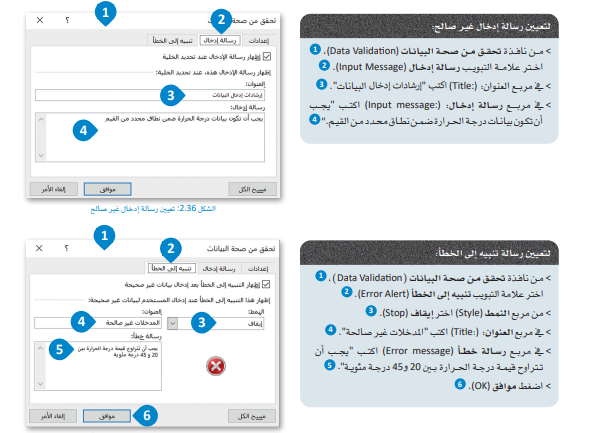 لتعيين رسالة إدخال غير صالح:
> من نافذة تحقق من صحة البيانات (Data Validation)، 1
اختر علامة التبويب رسالة إدخال (Input Message). 2
> في مربع العنوان: (Title:) اكتب "إرشادات إدخال البيانات". 3
> في مربع رسالة إدخال: (Input message:) اكتب "يجب
أن تكون بيانات درجة الحرارة ضمن نطاق محدد من القيم." 4
1
تحقق من صحة البيانات
؟ ×
2
إعدادات رسالة إدخال تنبيه إلى الخطأ
إظهار رسالة الإدخال عند تحديد الخلية
إظهار رسالة الإدخال هذه، عند تحديد الخلية:
العنوان:
إرشادات إدخال البيانات 3
رسالة إدخال:
يجب أن تكون بيانات درجة الحرارة ضمن نطاق محدد من القيم
4
مسح الكل موافق إلغاء الأمر
الشكل 2.36: تعيين رسالة إدخال غير صالح
لتعيين رسالة تنبيه إلى الخطأ:
> من نافذة تحقق من صحة البيانات (Data Validation)، 1
اختر علامة التبويب تنبيه إلى الخطأ (Error Alert). 2
> من مربع النمط (Style) اختر إيقاف (Stop). 3
> في مربع العنوان: (Title:) اكتب "المدخلات غير صالحة". 4
> في مربع رسالة خطأ (Error message) اكتب "يجب أن
تتراوح قيمة درجة الحرارة بين 20 و45 درجة مئوية". 5
> اضغط موافق (OK). 6
1
تحقق من صحة البيانات
؟ ×
2
إعدادات رسالة إدخال تنبيه إلى الخطأ
إظهار التنبيه إلى الخطأ بعد إدخال بيانات غير صحيحة
إظهار هذا التنبيه إلى الخطأ عند إدخال المستخدم لبيانات غير صحيحة:
النمط: العنوان:
إيقاف 3 المدخلات غير صالحة 4
رسالة خطأ:
يجب أن تتراوح قيمة درجة الحرارة بين
20 و 45 درجة مئوية
5
مسح الكل موافق إلغاء الأمر
6